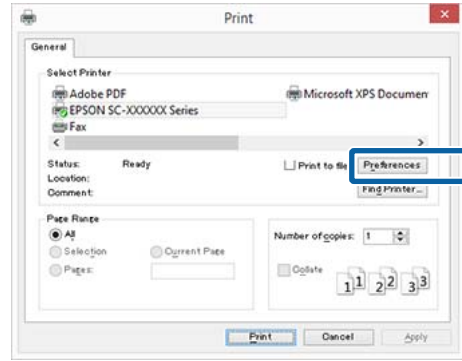 Print
General
Select Printer
Adobe PDF
Microsoft XPS Documen
EPSON SC-XXXXXX Series
Fax
Status: Ready
Print to file
Preferences
Location:
Comment:
Find Printer...
Page Range
All
Selection
Current Page
Pages:
Number of copies: 1
Collate
1 1 2 2 3 3
Print
Cancel
Apply